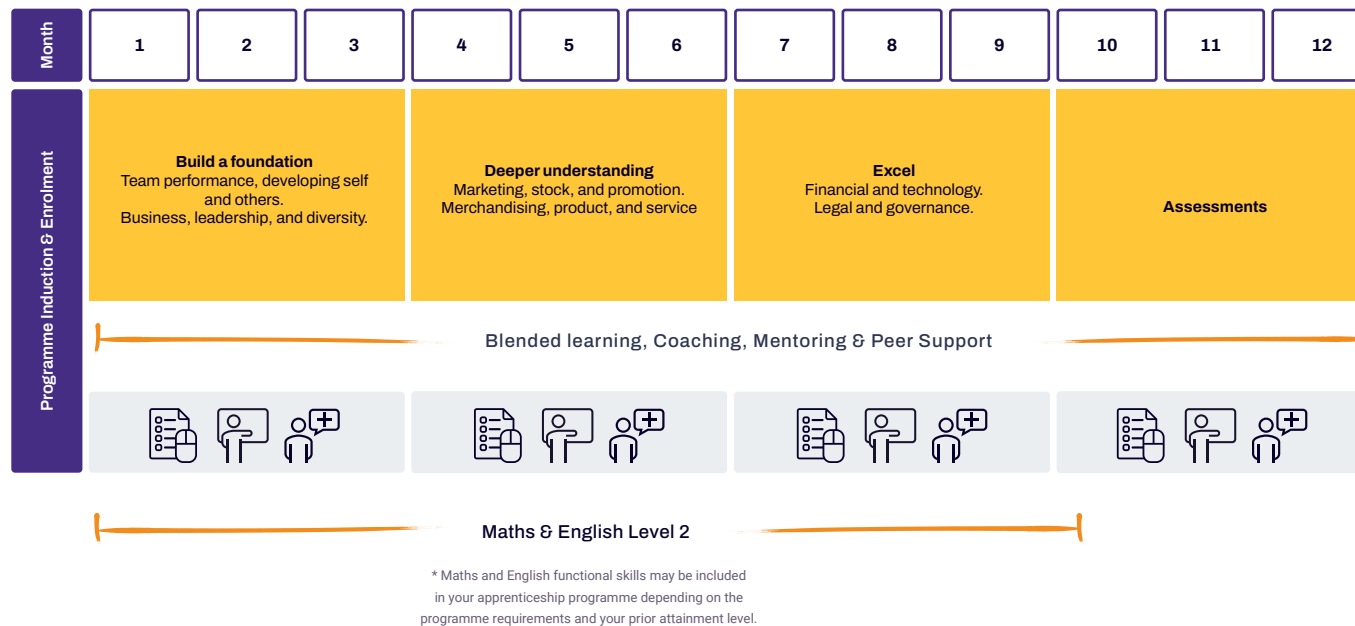 Month
1
2
3
4
5
6
7
8
9
10
11
12
Programme Induction & Enrolment
Build a foundation
Team performance, developing self
and others.
Business, leadership, and diversity.
Deeper understanding
Marketing, stock, and promotion.
Merchandising, product, and service
Excel
Financial and technology.
Legal and governance.
Assessments
Blended learning, Coaching, Mentoring & Peer Support
Maths & English Level 2
* Maths and English functional skills may be included
in your apprenticeship programme depending on the
programme requirements and your prior attainment level.